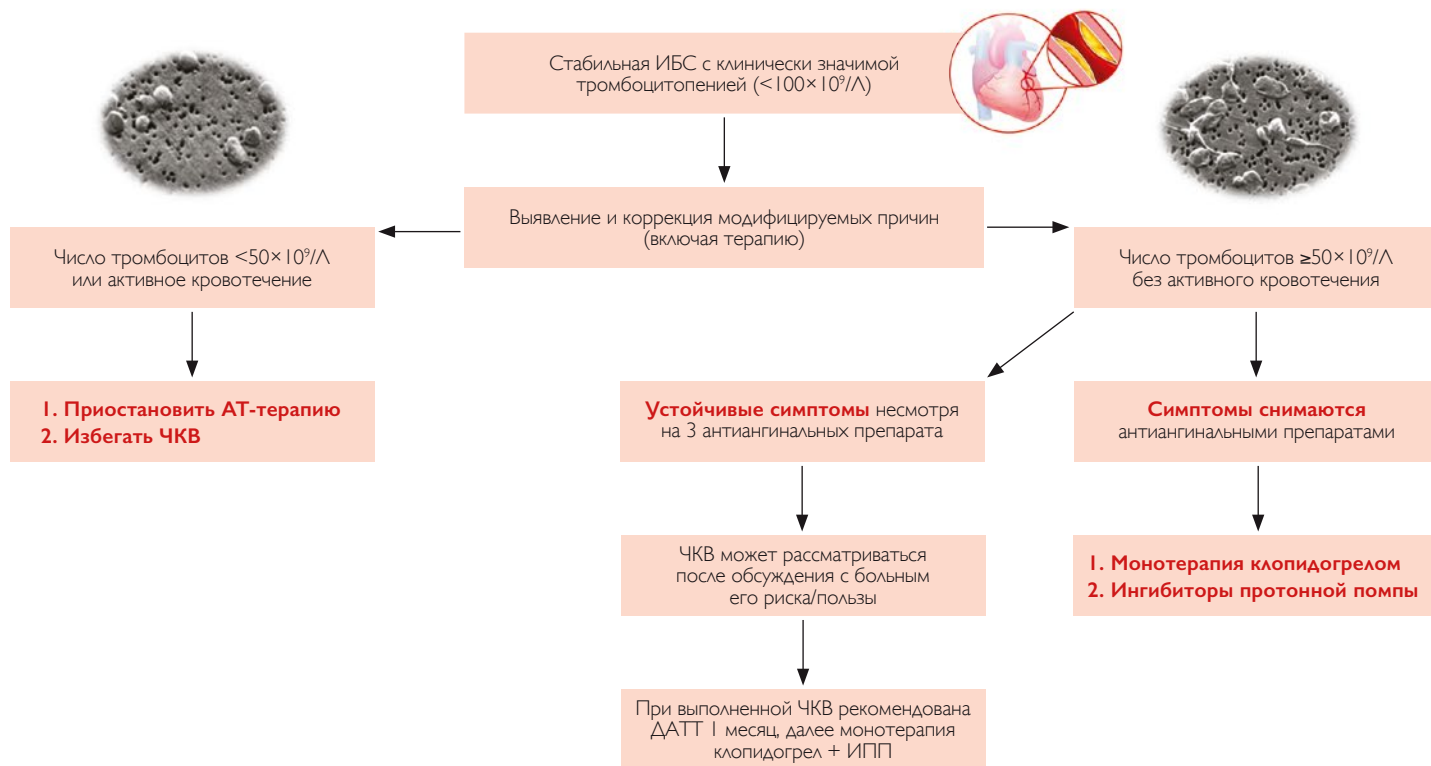 Стабильная ИБС с клинически значимой
тромбоцитопенией (<100×10⁹/Л)
Выявление и коррекция модифицируемых причин
(включая терапию)
Число тромбоцитов <50×10⁹/Л
или активное кровотечение
Число тромбоцитов ≥50×10⁹/Л
без активного кровотечения
1. Приостановить АТ-терапию
2. Избегать ЧКВ
Устойчивые симптомы несмотря
на 3 антиангинальных препарата
Симптомы снимаются
антиангинальными препаратами
ЧКВ может рассматриваться
после обсуждения с больным
его риска/пользы
1. Монотерапия клопидогрелом
2. Ингибиторы протонной помпы
При выполненной ЧКВ рекомендована
ДАТТ 1 месяц, далее монотерапия
клопидогрел + ИПП